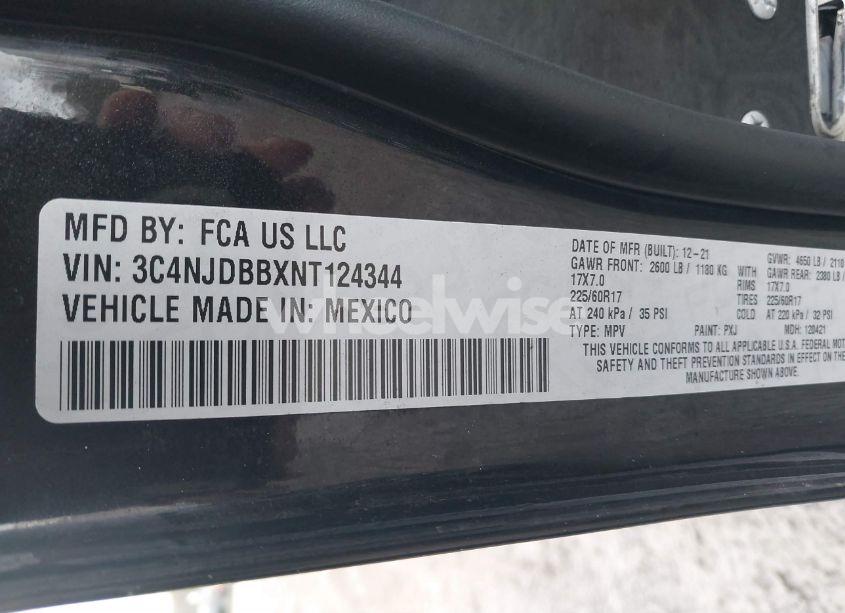 MFD BY: FCA US LLC
VIN: 3C4NJDBBXNT124344
VEHICLE MADE IN: MEXICO
DATE OF MFR (BUILT): 12-21
GVWR: 4650 LB / 2110
GAWR FRONT: 2600 LB / 1180 KG WITH GAWR REAR: 2380 LB /
17X7.0 RIMS 17X7.0
225/60R17 TIRES 225/60R17
AT 240 kPa / 35 PSI COLD AT 220 kPa / 32 PSI
TYPE: MPV PAINT: PXJ MDH: 120421
THIS VEHICLE CONFORMS TO ALL APPLICABLE U.S.A. FEDERAL MOT
SAFETY AND THEFT PREVENTION STANDARDS IN EFFECT ON THE
MANUFACTURE SHOWN ABOVE.
wheelwise